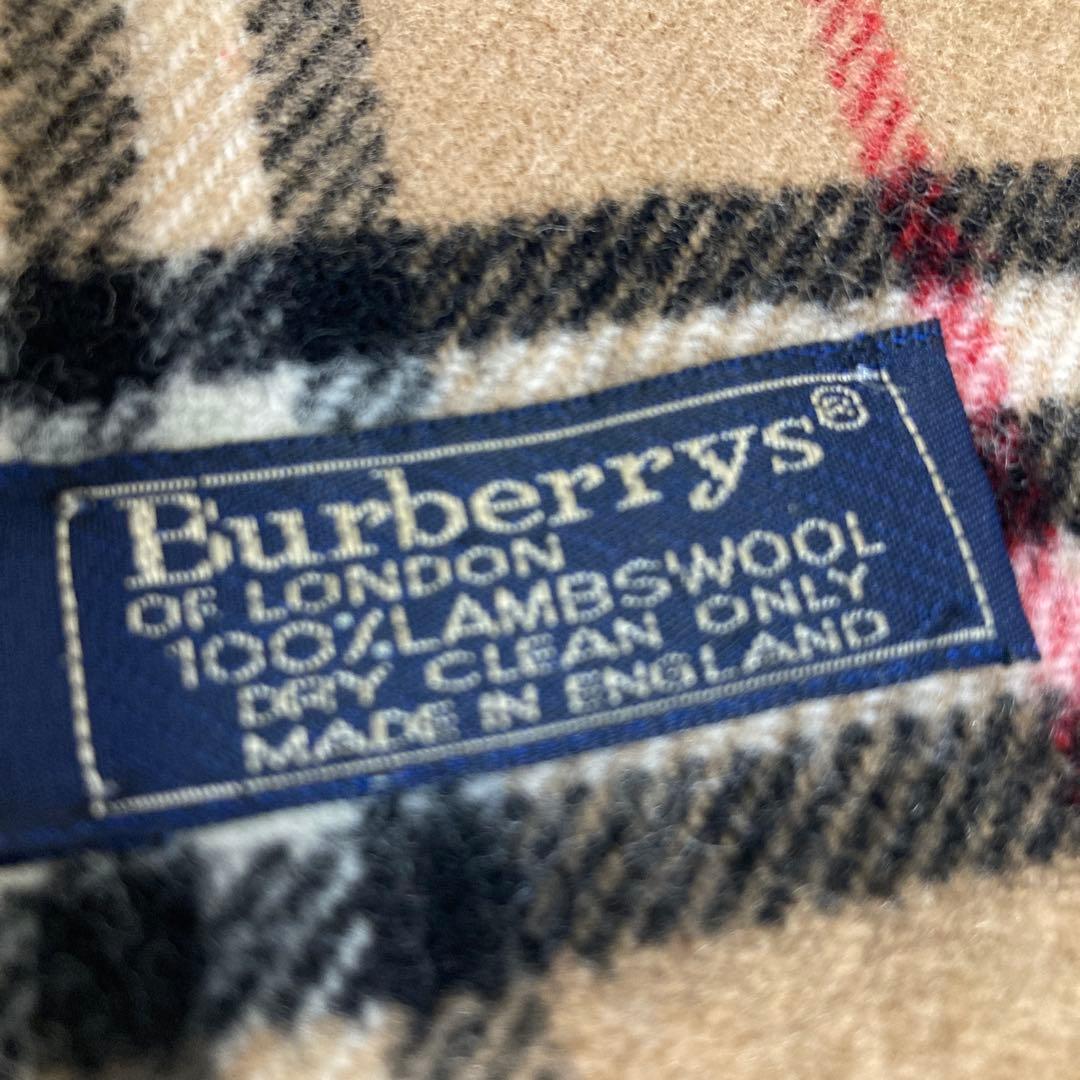 Burberrys®
OF LONDON
100%LAMBSWOOL
DRY CLEAN ONLY
MADE IN ENGLAND